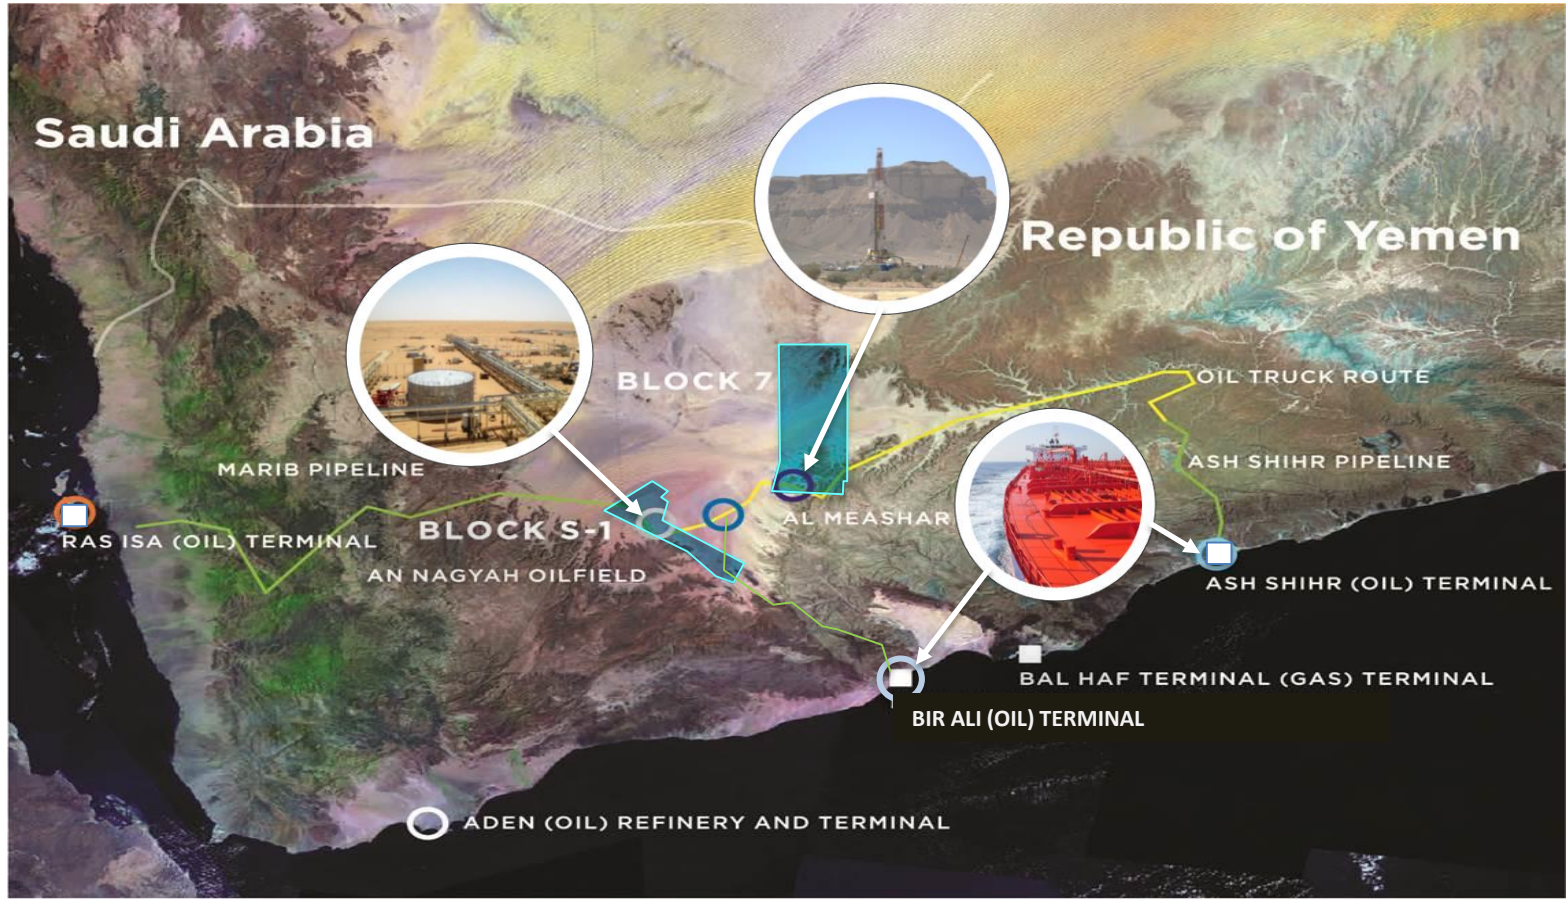 Saudi Arabia
Republic of Yemen
BLOCK 7
OIL TRUCK ROUTE
MARIB PIPELINE
ASH SHIHR PIPELINE
AL MEASHAR
BLOCK S-1
RAS ISA (OIL) TERMINAL
AN NAGYAH OILFIELD
ASH SHIHR (OIL) TERMINAL
BAL HAF TERMINAL (GAS) TERMINAL
BIR ALI (OIL) TERMINAL
ADEN (OIL) REFINERY AND TERMINAL